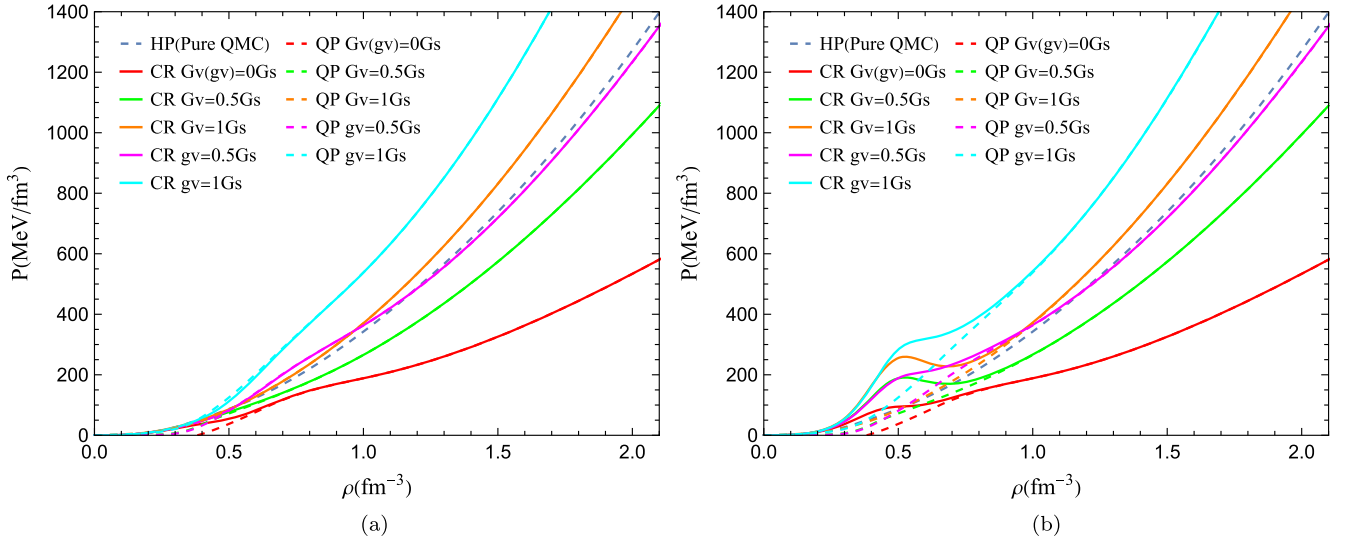 1400
1200
1000
800
600
400
200
0
P(MeV/fm³)
HP(Pure QMC)
CR Gv(gv)=0Gs
CR Gv=0.5Gs
CR Gv=1Gs
CR gv=0.5Gs
CR gv=1Gs
QP Gv(gv)=0Gs
QP Gv=0.5Gs
QP Gv=1Gs
QP gv=0.5Gs
QP gv=1Gs
0.0 0.5 1.0 1.5 2.0
ρ(fm⁻³)
(a)
1400
1200
1000
800
600
400
200
0
P(MeV/fm³)
HP(Pure QMC)
CR Gv(gv)=0Gs
CR Gv=0.5Gs
CR Gv=1Gs
CR gv=0.5Gs
CR gv=1Gs
QP Gv(gv)=0Gs
QP Gv=0.5Gs
QP Gv=1Gs
QP gv=0.5Gs
QP gv=1Gs
0.0 0.5 1.0 1.5 2.0
ρ(fm⁻³)
(b)